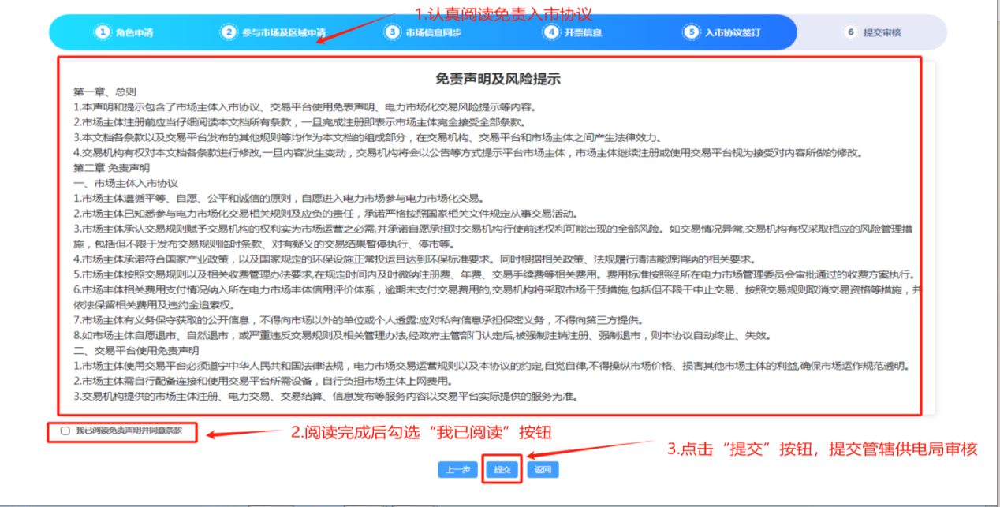 1.认真阅读免责入市协议
1 角色申请 2 参与市场及区域申请 3 市场信息同步 4 开票信息 5 入市协议签订 6 提交审核
免责声明及风险提示
第一章、总则
1.本声明和提示包含了市场主体入市协议、交易平台使用免表声明、电力市场化交易风险提示等内容。
2.市场主体注册前应当仔细阅读本文档所有条款，一旦完成注册即表示市场主体完全接受全部条款。
3.本文档各条款以及交易平台发布的其他规则等均作为本文档的组成部分，在交易机构、交易平台和市场主体之间产生法律效力。
4.交易机构有权对本文档各条款进行修改,一旦内容发生变动，交易机构将会以公告等方式提示平台市场主体，市场主体继续注册或使用交易平台视为接受对内容所做的修改。
第二章 免责声明
一、市场主体入市协议
1.市场主体遵循平等、自愿、公平和诚信的原则，自愿进入电力市场参与电力市场化交易。
2.市场主体已知悉参与电力市场化交易相关规则及应负的责任，承诺严格按照国家相关文件规定从事交易活动。
3.市场主体承认交易规则赋予交易机构的权利实为市场运营之必需,并承诺自愿承担对交易机构行使前述权利可能出现的全部风险。如交易情况异常,交易机构有权采取相应的风险管理措
施，包括但不限于发布交易规则临时条款、对有疑义的交易结果暂停执行、停市等。
4.市场主体承诺符合国家产业政策，以及国家规定的环保设施正常投运且达到环保标准要求。同时根据相关政策、法规履行清洁能源消纳的相关要求。
5.市场主体按照交易规则以及相关收费管理办法要求,在规定时间内及时缴纳注册费、年费、交易手续费等相关费用。费用标准按照经所在电力市场管理委员会审批通过的收费方案执行。
6.市场主体相关费用支付情况纳入所在电力市场主体信用评价体系，逾期未支付交易费用的,交易机构将采取市场干预措施,包括但不限于中止交易、按照交易规则取消交易资格等措施，并
依法保留相关费用及违约金追索权。
7.市场主体有义务保守获取的公开信息，不得向市场以外的单位或个人透露;应对私有信息承担保密义务，不得向第三方提供。
8.如市场主体自愿退市、自然退市，或严重违反交易规则及相关管理办法,经政府主管部门认定后,被强制注销注册、强制退市，则本协议自动终止、失效。
二、交易平台使用免责声明
1.市场主体使用交易平台必须遵守中华人民共和国法律法规，电力市场交易运营规则以及本协议的约定,自觉自律,不得操纵市场价格、损害其他市场主体的利益,确保市场运作规范透明。
2.市场主体需自行配备连接和使用交易平台所需设备，自行负担市场主体上网费用。
3.交易机构提供的市场主体注册、电力交易、交易结算、信息发布等服务内容以交易平台实际提供的服务为准。
我已阅读免责声明并同意条款
2.阅读完成后勾选“我已阅读”按钮
3.点击“提交”按钮，提交管辖供电局审核
上一步 提交 返回